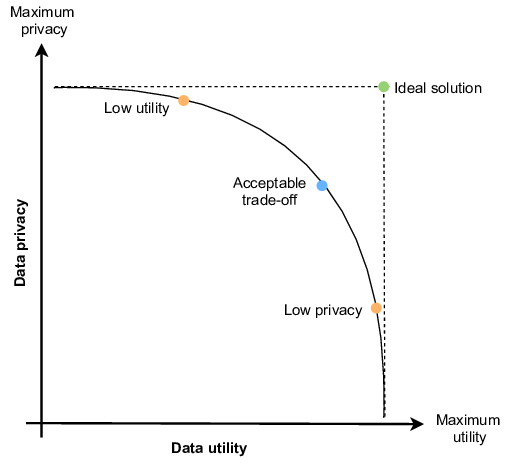 Maximum
privacy
Ideal solution
Low utility
Acceptable
trade-off
Data privacy
Low privacy
Maximum
utility
Data utility